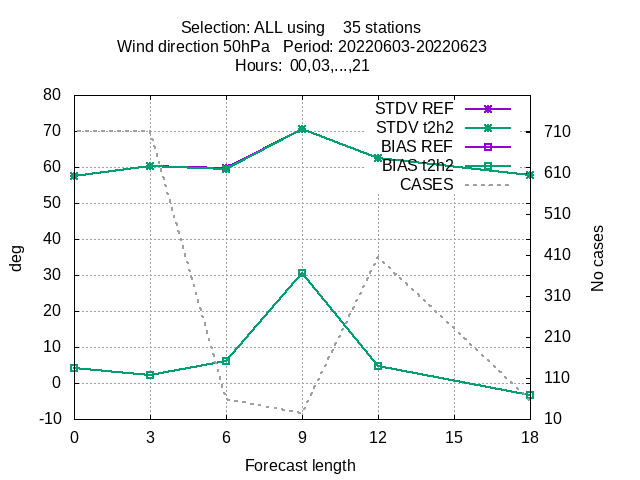 Selection: ALL using    35 stations
Wind direction 50hPa   Period: 20220603-20220623
Hours:  00,03,...,21
80
70
60
50
40
30
20
10
0
-10
deg
STDV REF
STDV t2h2
BIAS REF
BIAS t2h2
CASES
710
610
510
410
310
210
110
10
No cases
0 3 6 9 12 15 18
Forecast length